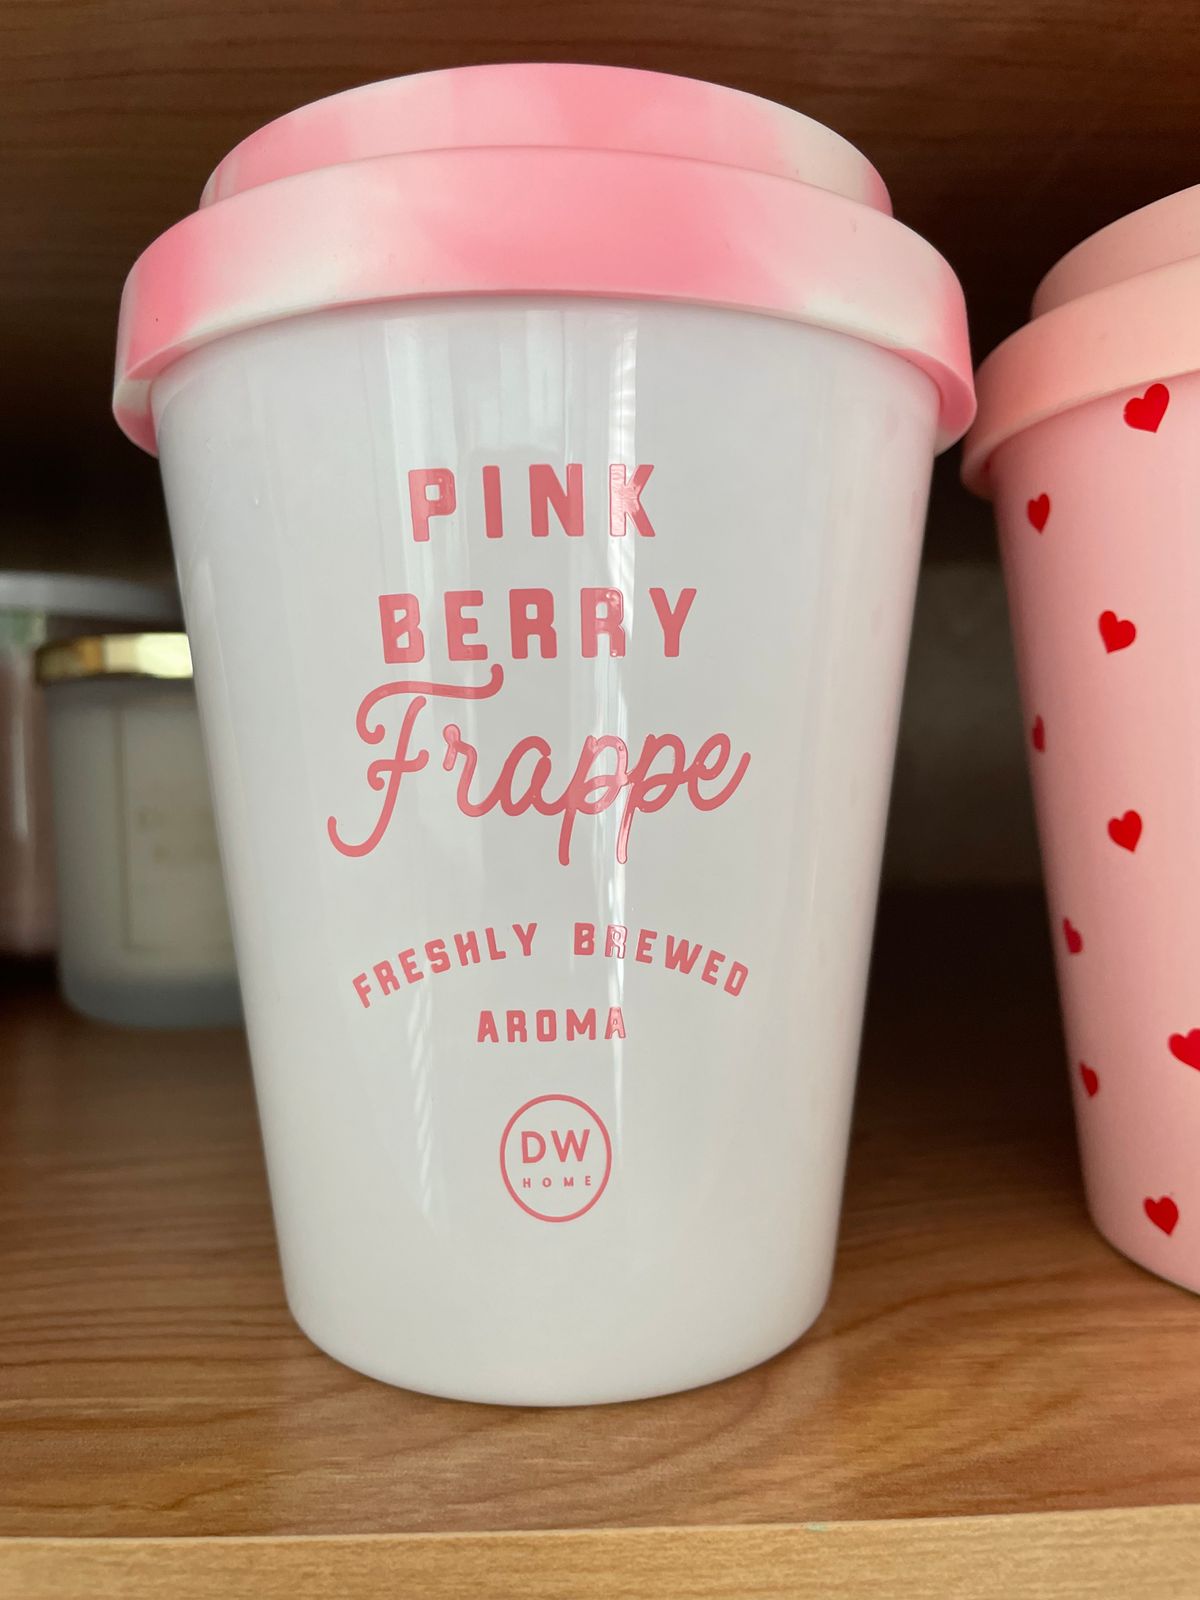 PINK
BERRY
Frappe
FRESHLY BREWED
AROMA
DW
HOME